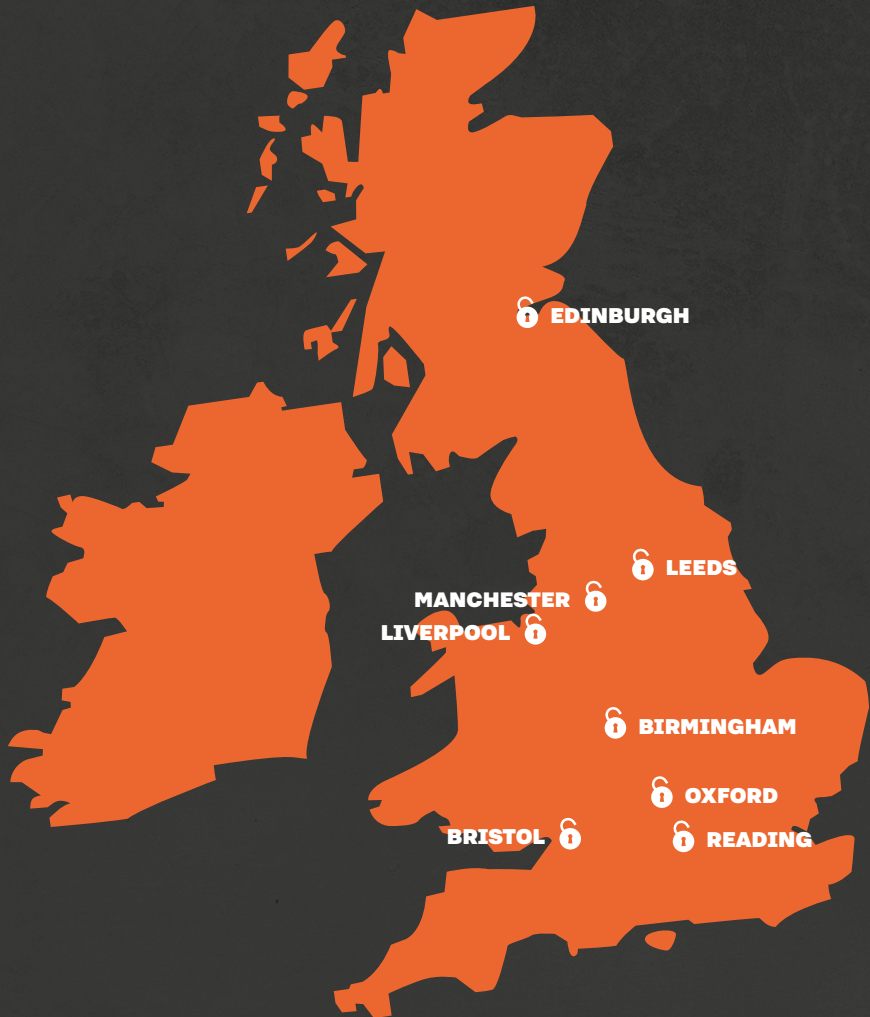 EDINBURGH
LEEDS
MANCHESTER
LIVERPOOL
BIRMINGHAM
OXFORD
BRISTOL
READING